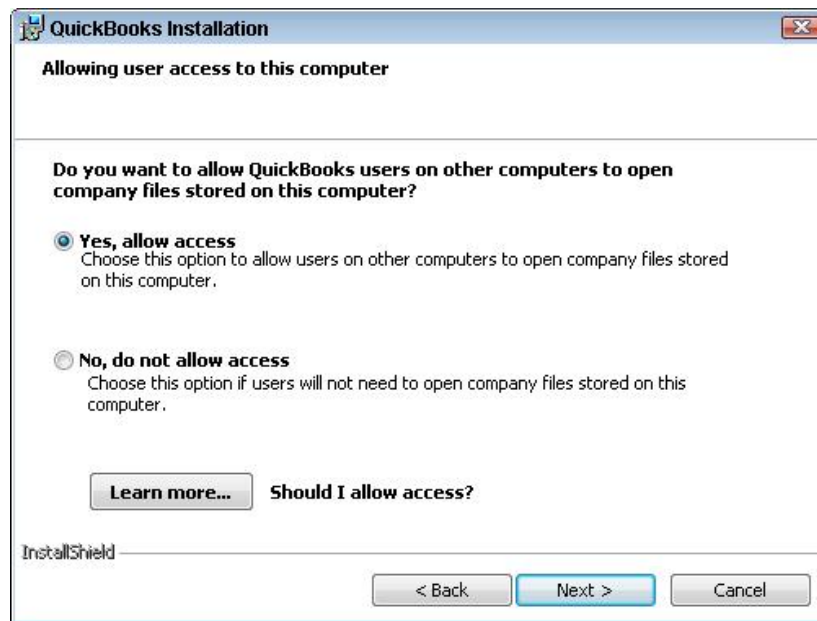 QuickBooks Installation
Allowing user access to this computer
Do you want to allow QuickBooks users on other computers to open
company files stored on this computer?
Yes, allow access
Choose this option to allow users on other computers to open company files stored
on this computer.
No, do not allow access
Choose this option if users will not need to open company files stored on this
computer.
Learn more... Should I allow access?
InstallShield
< Back Next > Cancel